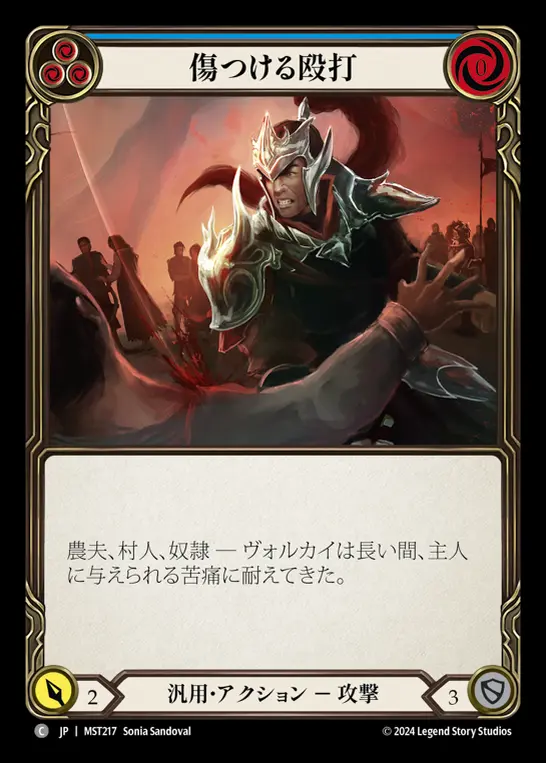 傷つける殴打
0
農夫、村人、奴隷 ― ヴォルカイは長い間、主人
に与えられる苦痛に耐えてきた。
2
汎用・アクション − 攻撃
3
C JP | MST217 Sonia Sandoval
© 2024 Legend Story Studios